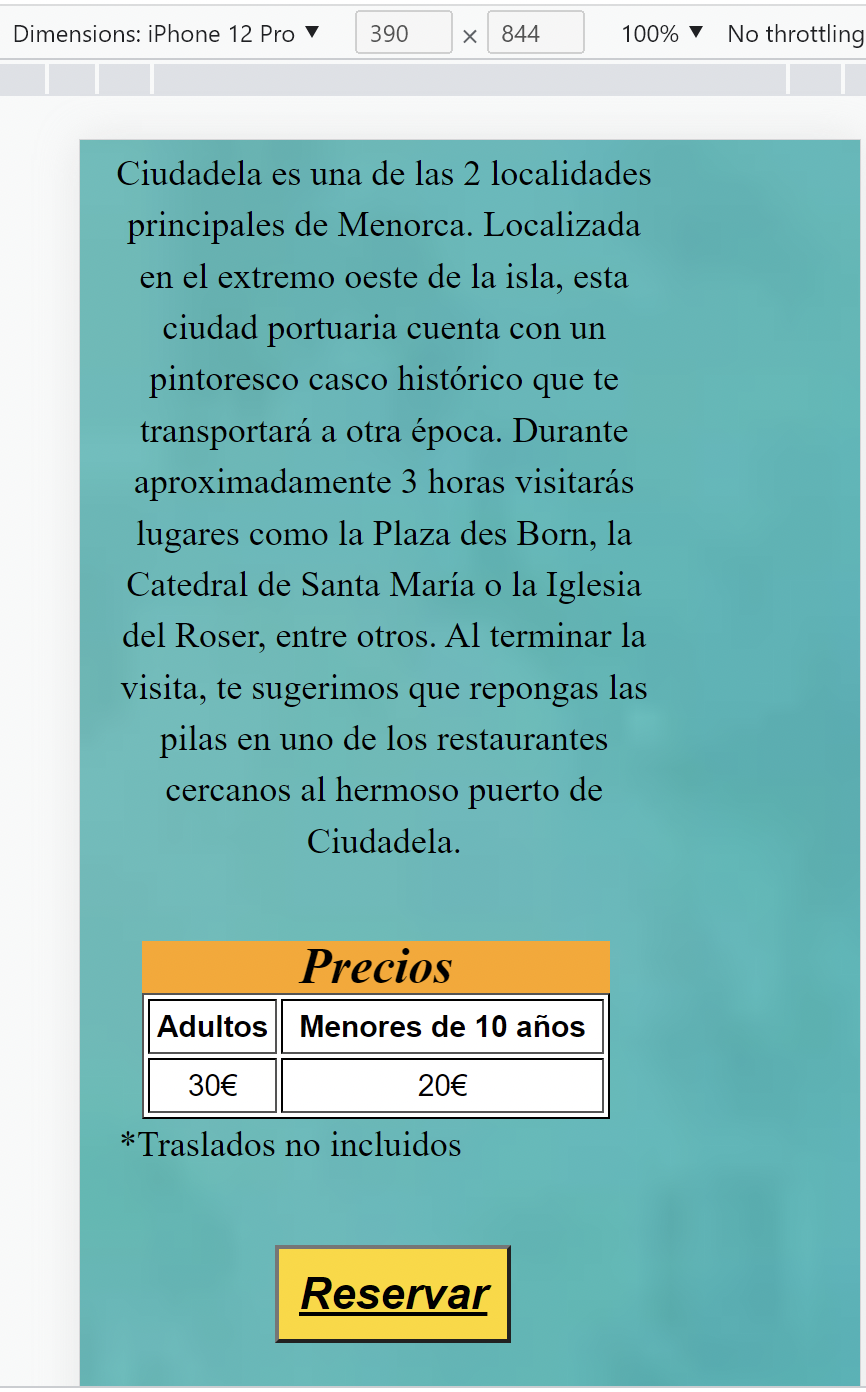 Dimensions: iPhone 12 Pro ▼ 390 × 844 100% ▼ No throttling
Ciudadela es una de las 2 localidades
principales de Menorca. Localizada
en el extremo oeste de la isla, esta
ciudad portuaria cuenta con un
pintoresco casco histórico que te
transportará a otra época. Durante
aproximadamente 3 horas visitarás
lugares como la Plaza des Born, la
Catedral de Santa María o la Iglesia
del Roser, entre otros. Al terminar la
visita, te sugerimos que repongas las
pilas en uno de los restaurantes
cercanos al hermoso puerto de
Ciudadela.
Precios
Adultos Menores de 10 años
30€ 20€
*Traslados no incluidos
Reservar